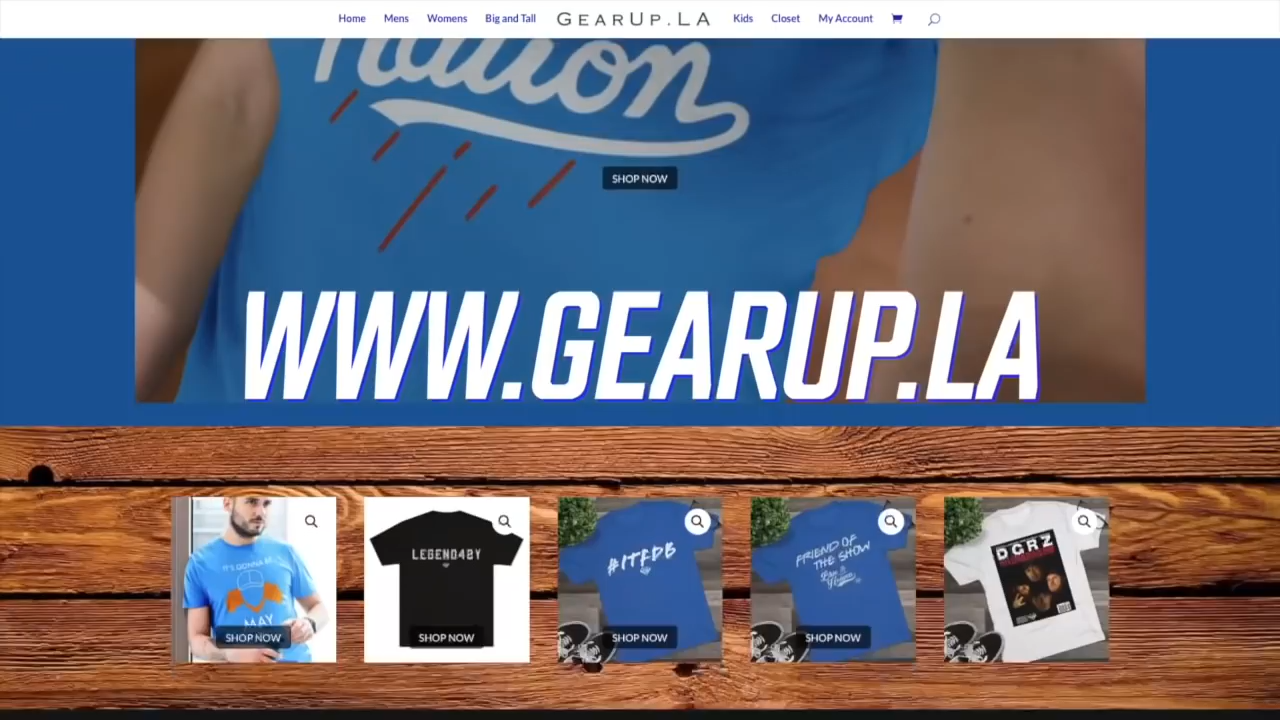 Home Mens Womens Big and Tall GEARUP.LA Kids Closet My Account
nation
SHOP NOW
WWW.GEARUP.LA
IT'S GONNA BE
MAY
SHOP NOW
LEGEND42Y
SHOP NOW
#ITFDB
SHOP NOW
FRIEND OF
THE SHOW
SHOP NOW
DGRZ